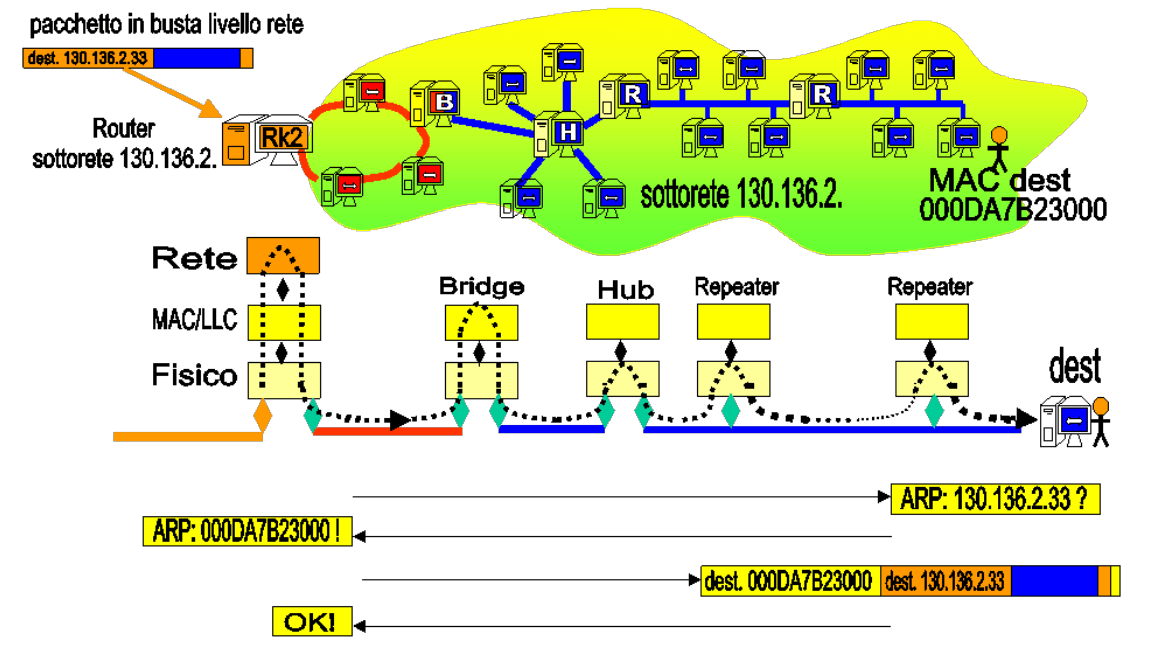 pacchetto in busta livello rete
dest. 130.136.2.33
Router
sottorete 130.136.2.
Rk2
B
H
R
R
sottorete 130.136.2.
MAC dest
000DA7B23000
Rete
MAC/LLC
Fisico
Bridge
Hub
Repeater
Repeater
dest
ARP: 130.136.2.33 ?
ARP: 000DA7B23000 !
dest. 000DA7B23000
dest. 130.136.2.33
OK!